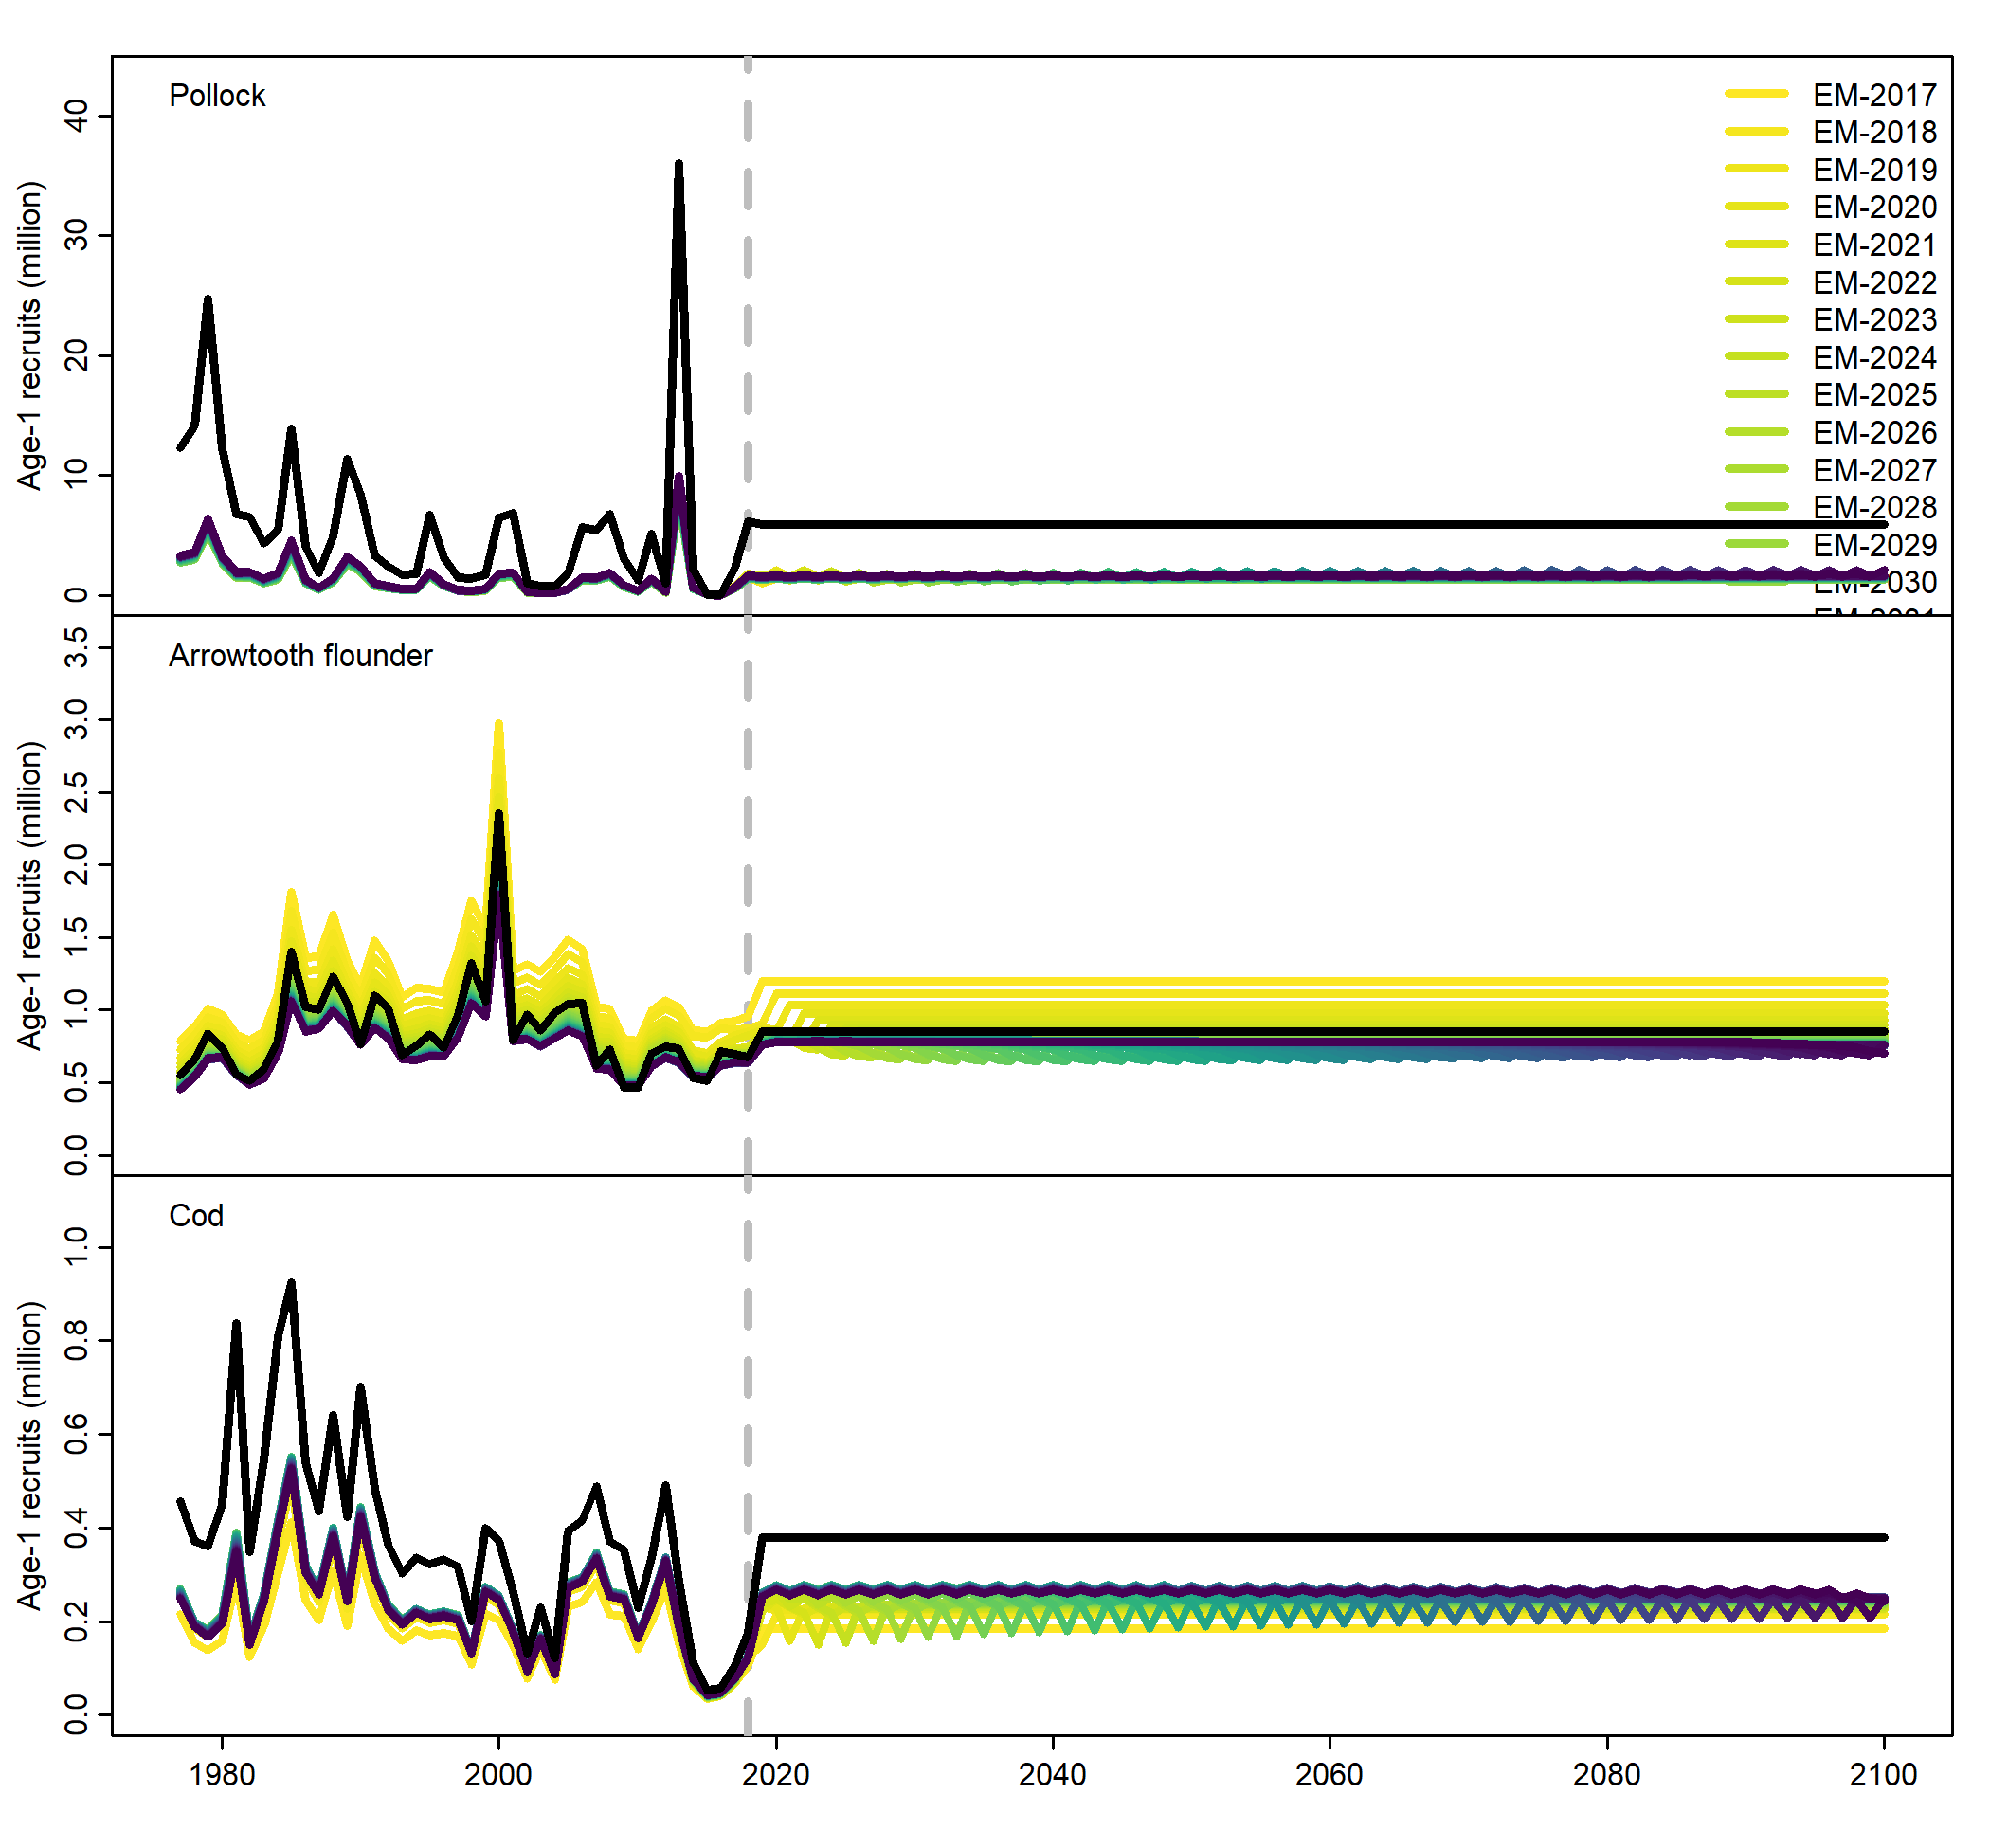 Pollock
Age-1 recruits (million)
40
30
20
10
0
EM-2017
EM-2018
EM-2019
EM-2020
EM-2021
EM-2022
EM-2023
EM-2024
EM-2025
EM-2026
EM-2027
EM-2028
EM-2029
EM-2030
Arrowtooth flounder
Age-1 recruits (million)
3.5
3.0
2.5
2.0
1.5
1.0
0.5
0.0
Cod
Age-1 recruits (million)
1.0
0.8
0.6
0.4
0.2
0.0
1980 2000 2020 2040 2060 2080 2100